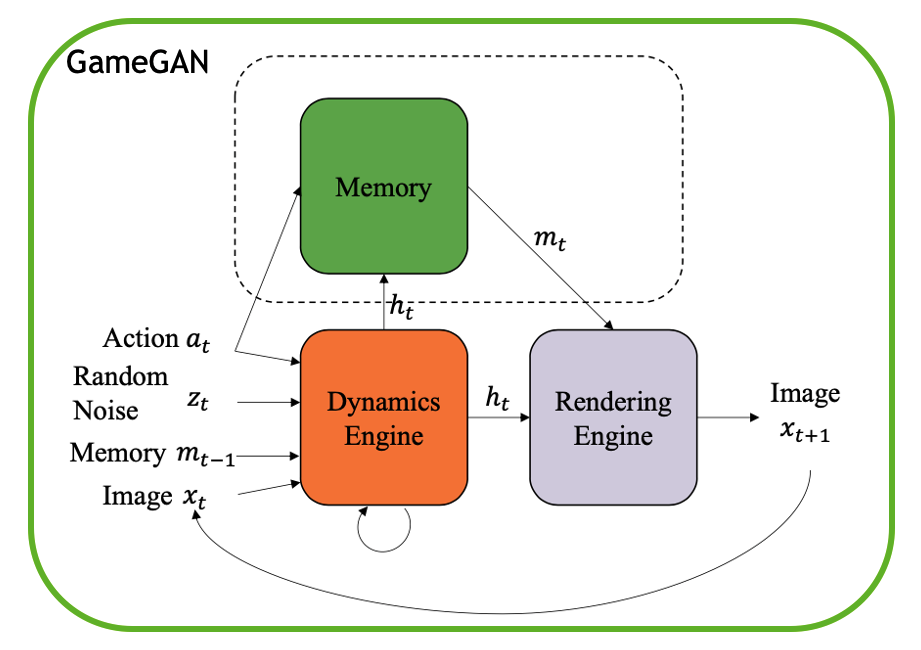 GameGAN
Memory
m_t
h_t
Action a_t
Random
Noise z_t
Memory m_{t−1}
Image x_t
Dynamics
Engine
h_t
Rendering
Engine
Image
x_{t+1}